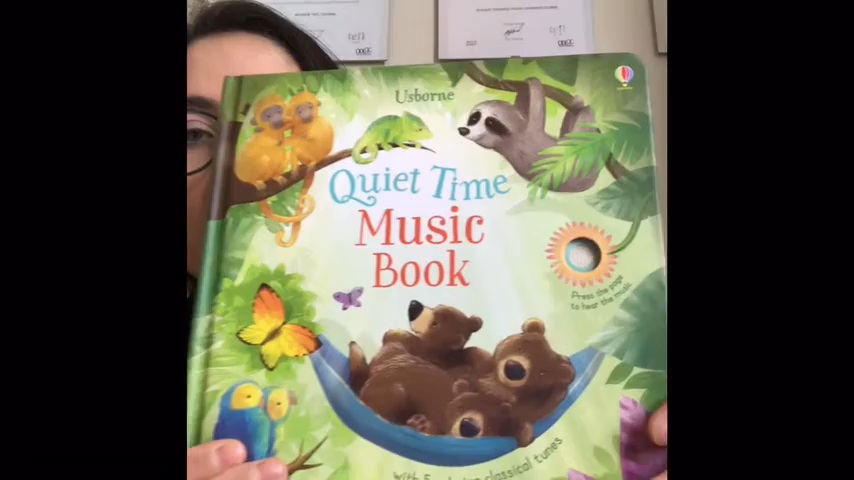 Usborne
Quiet Time
Music
Book
Press the page
to hear the music
classical tunes